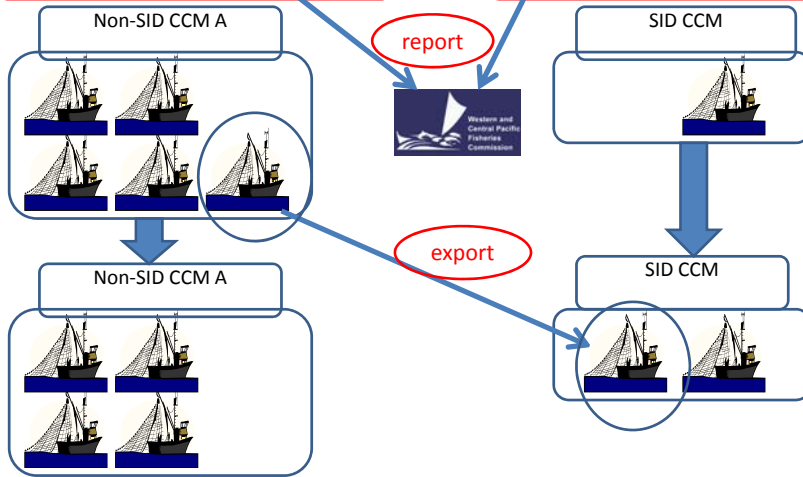 Non-SID CCM A
report
SID CCM
Western and
Central Pacific
Fisheries
Commission
export
Non-SID CCM A
SID CCM